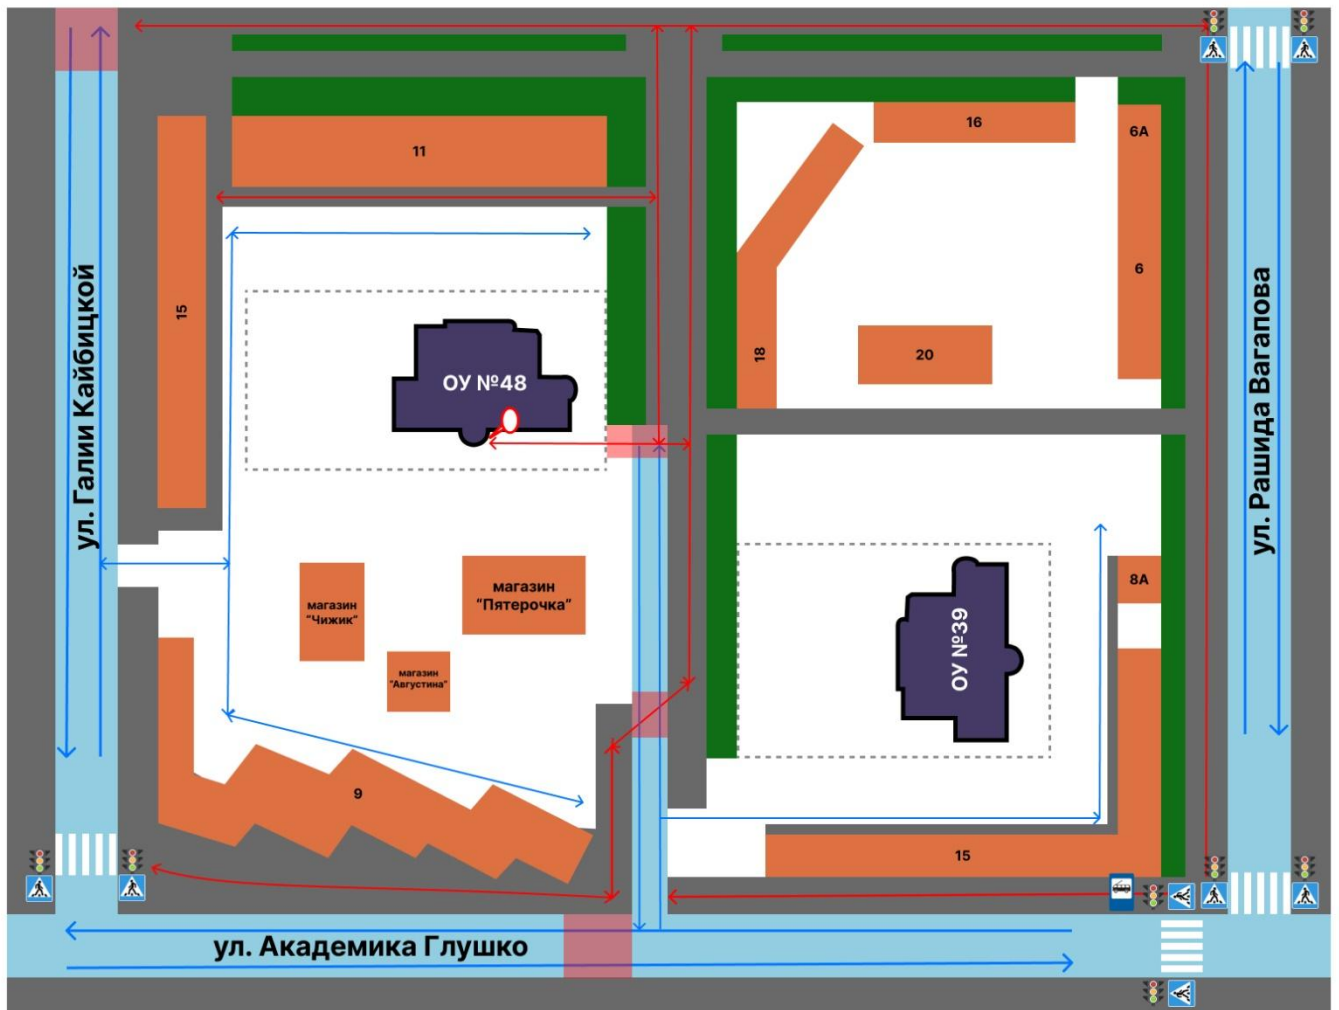 11
16
6А
6
15
18
20
ОУ №48
ул. Галии Кайбицкой
ул. Рашида Вагапова
магазин
"Чижик"
магазин
"Пятерочка"
магазин
"Августина"
8А
ОУ №39
9
15
ул. Академика Глушко